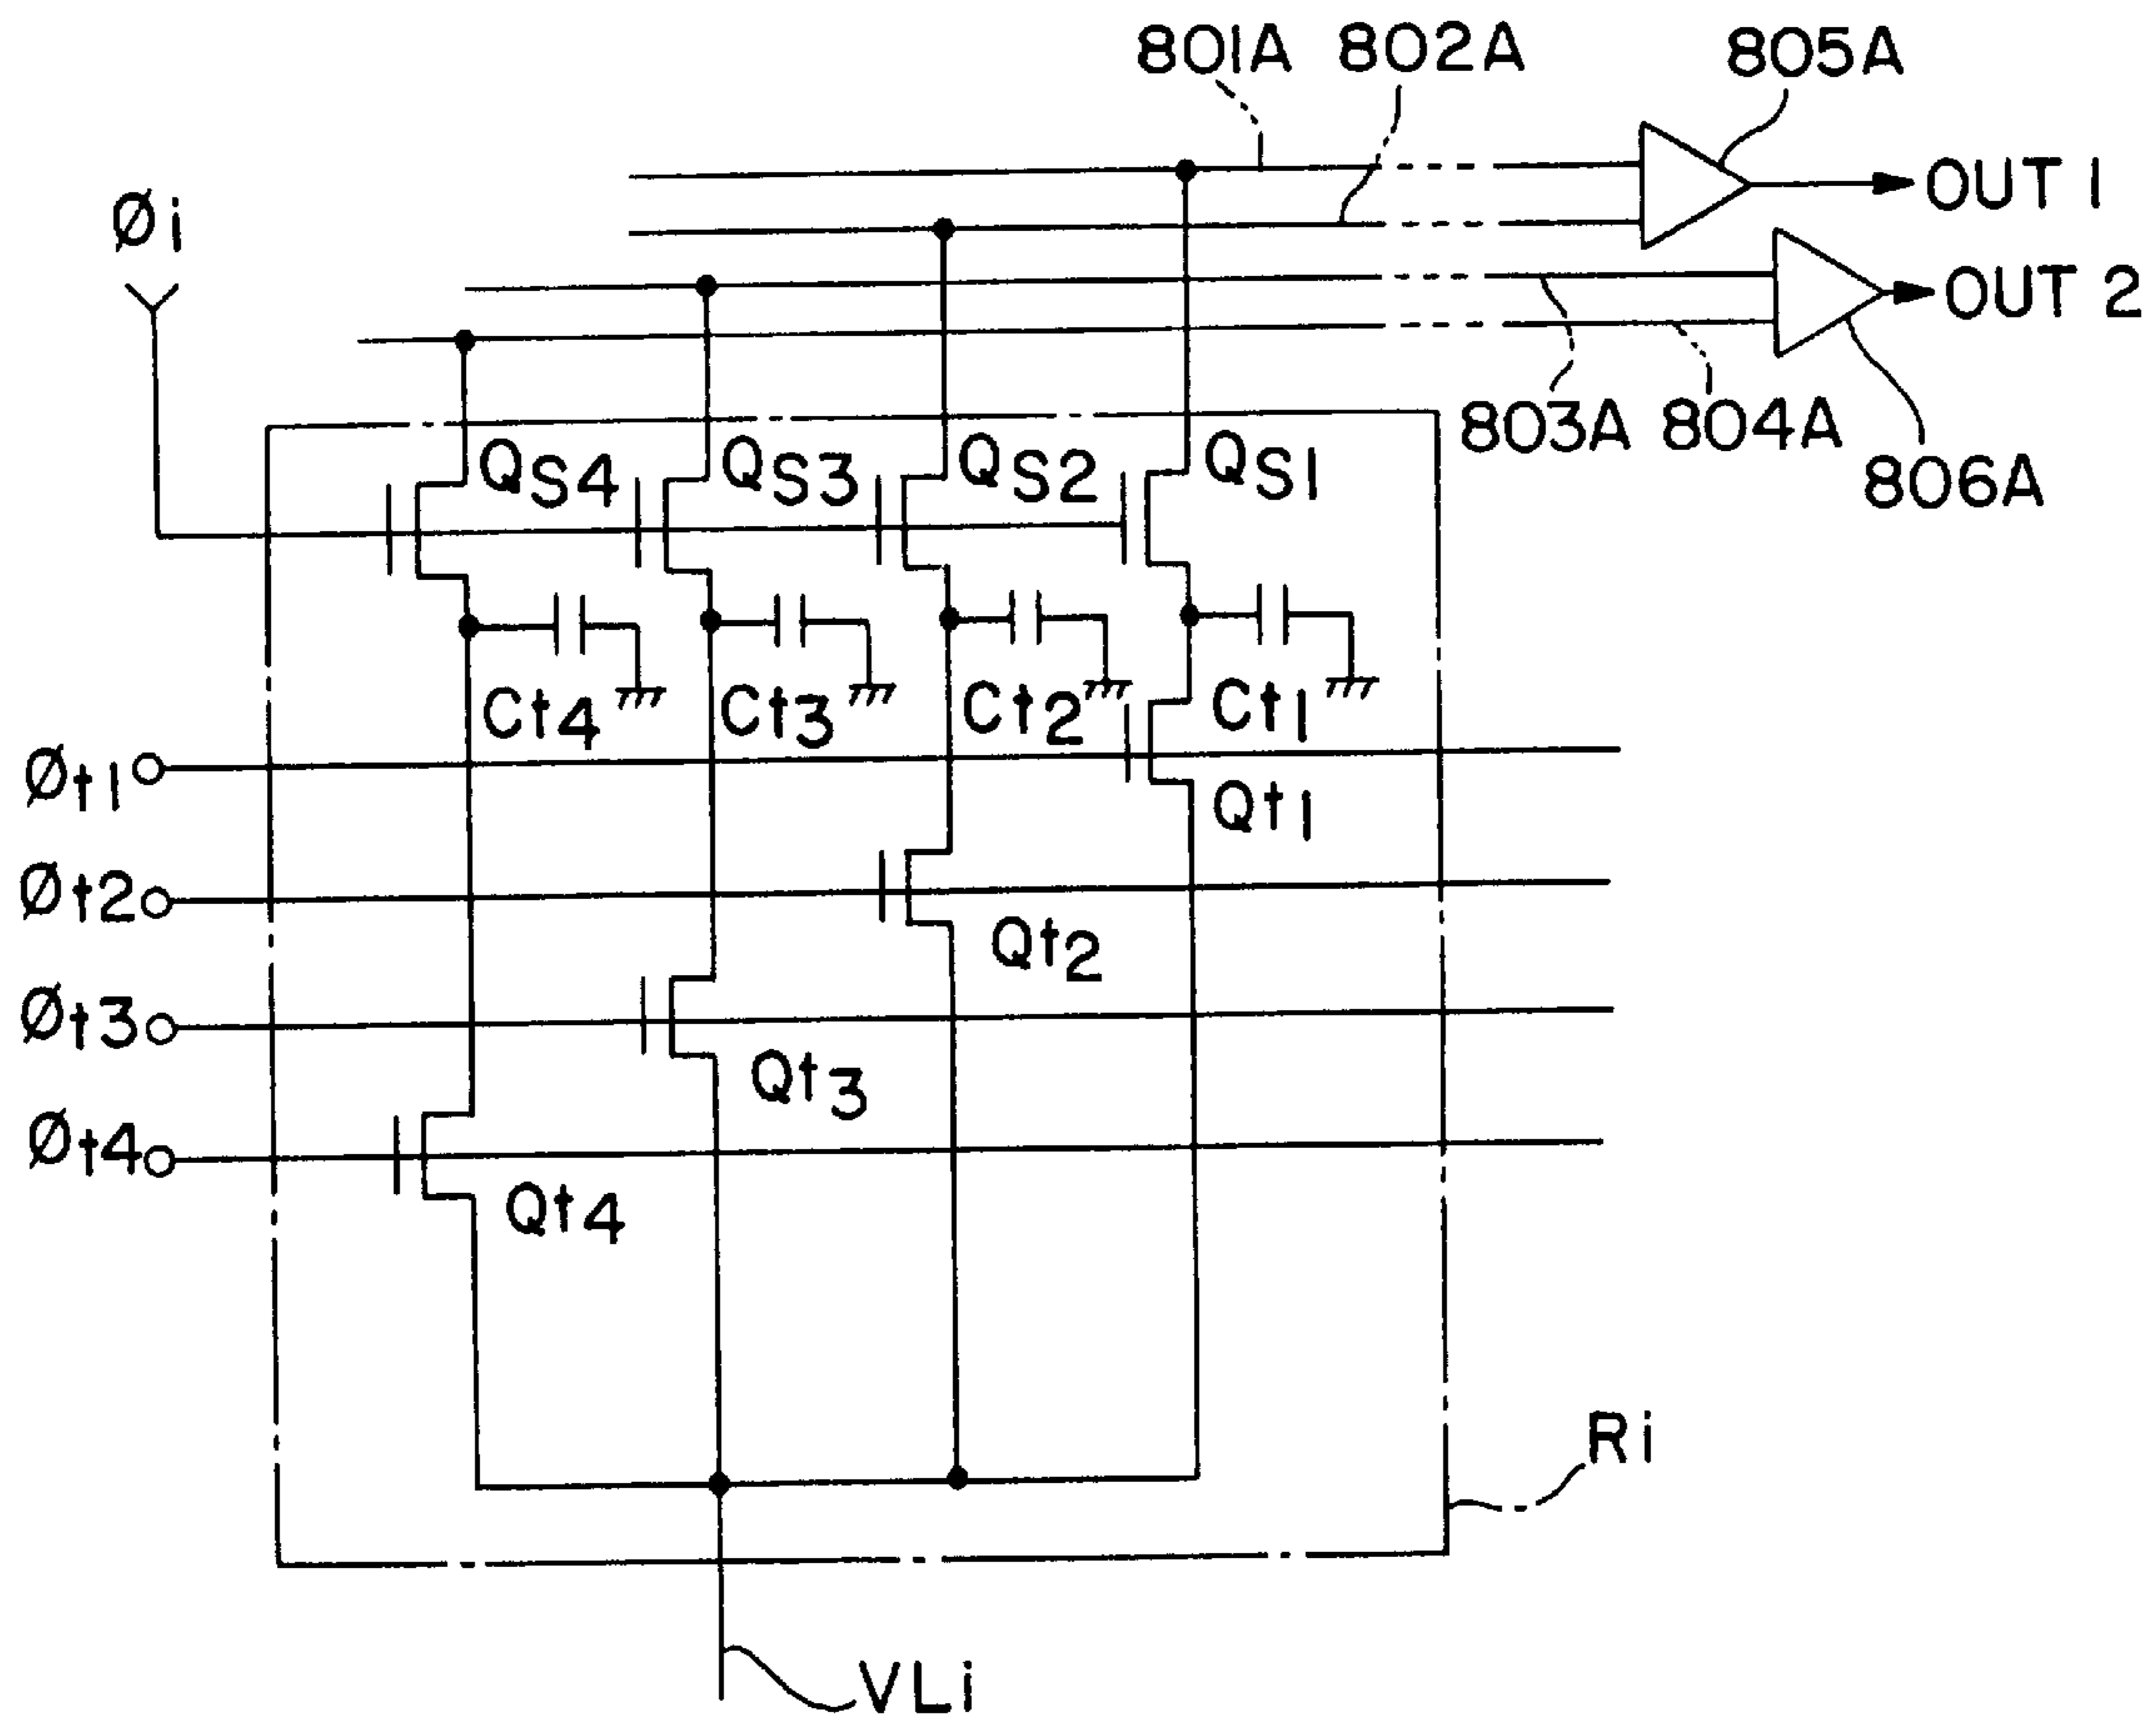 801A 802A 805A
OUT 1
Øi
OUT 2
803A 804A
806A
QS4 QS3 QS2 QS1
Ct4 Ct3 Ct2 Ct1
Øt1
Qt1
Øt2
Qt2
Øt3
Qt3
Øt4
Qt4
Ri
VLi